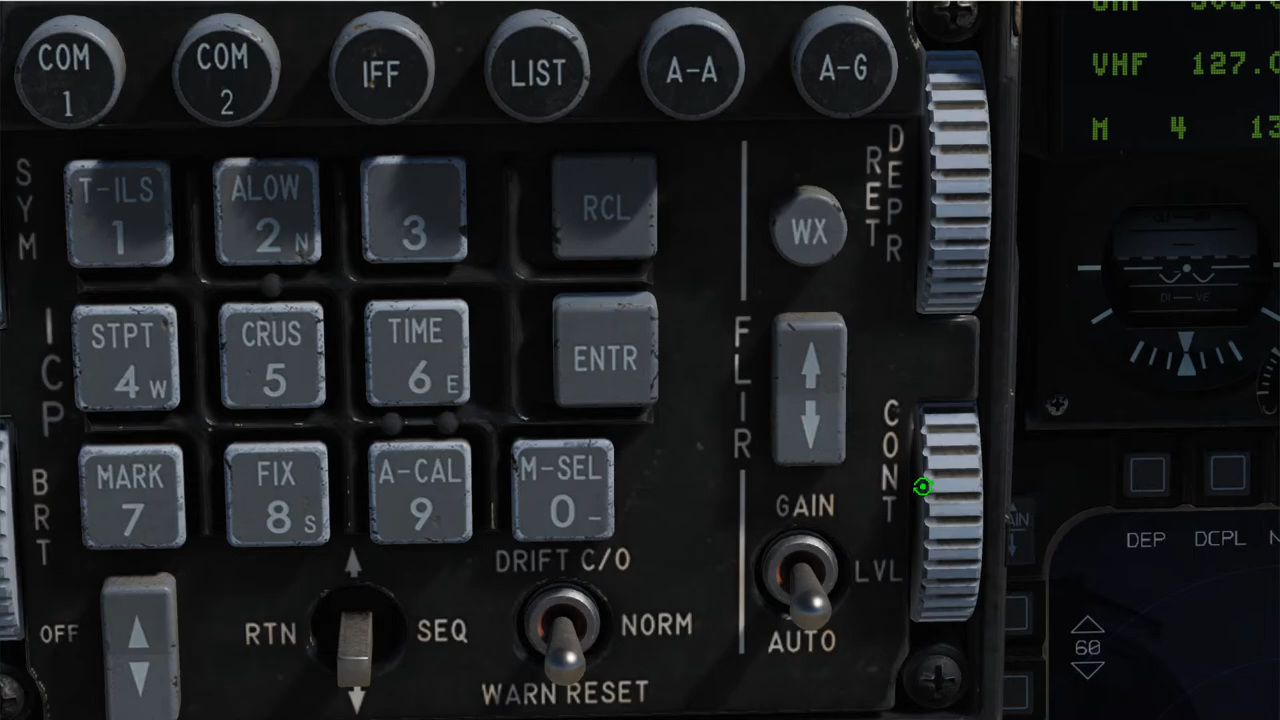 COM 1
COM 2
IFF
LIST
A-A
A-G
VHF 127.0
M 4 13
SYM
T-ILS 1
ALOW 2 N
3
RCL
WX
RET DEPR
ICP
STPT 4 W
CRUS 5
TIME 6 E
ENTR
FLIR
CONT
BRT
MARK 7
FIX 8 S
A-CAL 9
M-SEL 0 -
GAIN
LVL
AUTO
DRIFT C/O
NORM
WARN RESET
OFF
RTN
SEQ
DEP DCPL
60